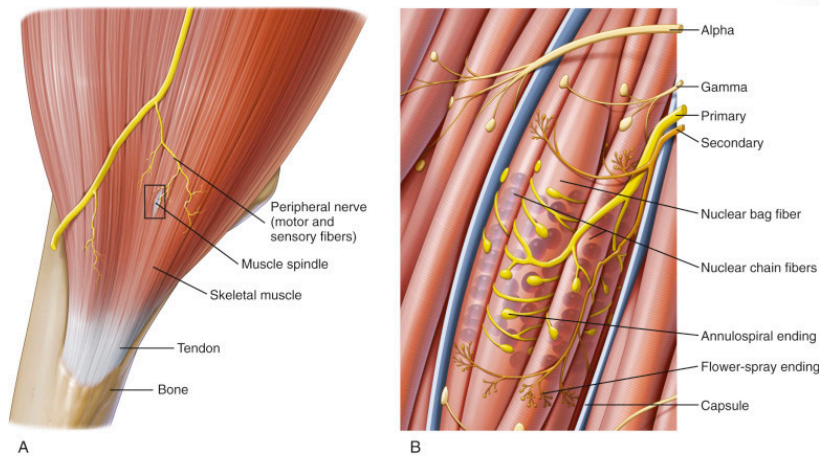 Peripheral nerve
(motor and
sensory fibers)
Muscle spindle
Skeletal muscle
Tendon
Bone
A
Alpha
Gamma
Primary
Secondary
Nuclear bag fiber
Nuclear chain fibers
Annulospiral ending
Flower-spray ending
Capsule
B